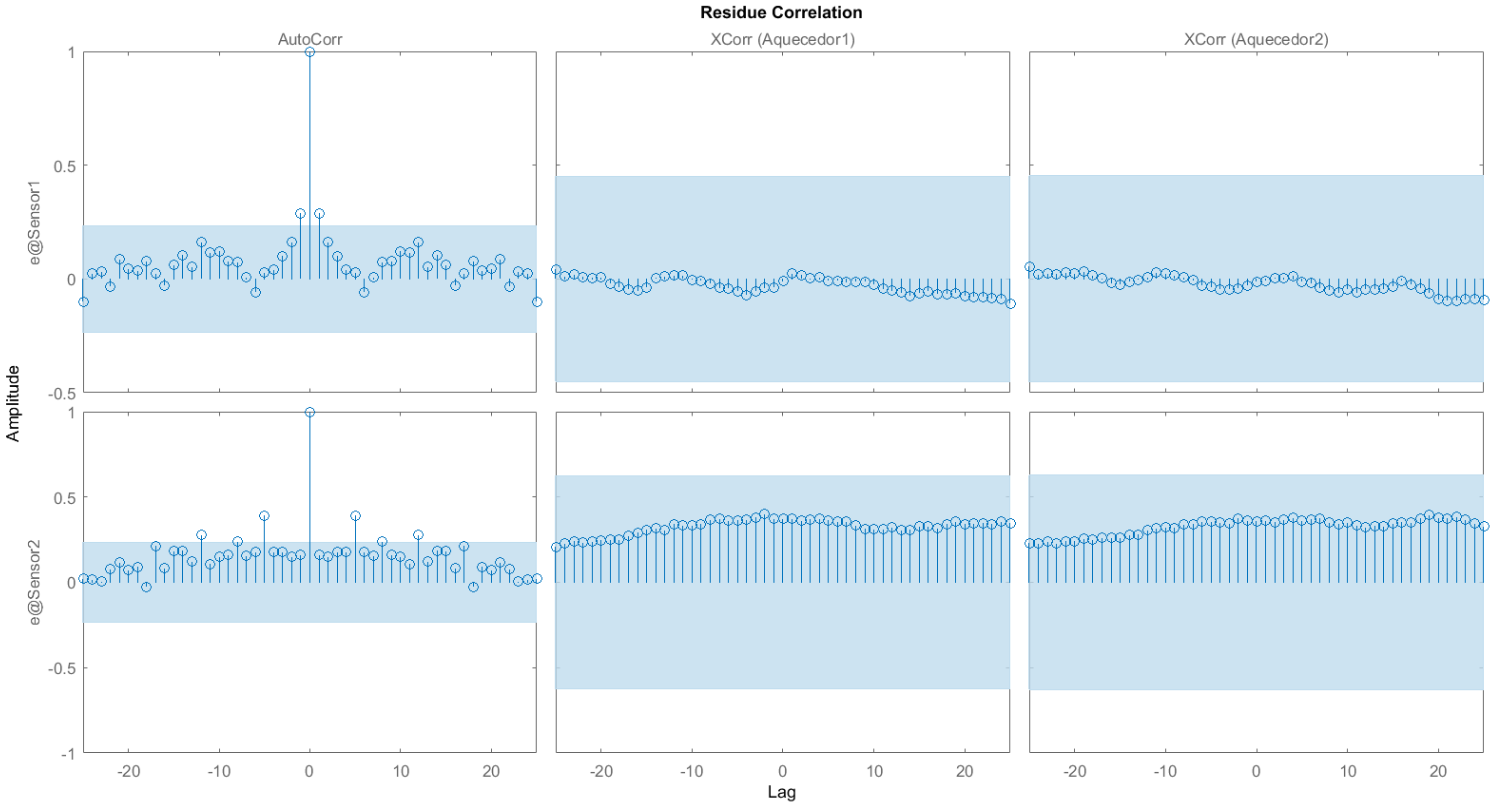 Residue Correlation
AutoCorr
XCorr (Aquecedor1)
XCorr (Aquecedor2)
1
0.5
0
-0.5
e@Sensor1
Amplitude
1
0.5
0
-0.5
-1
e@Sensor2
-20 -10 0 10 20
-20 -10 0 10 20
-20 -10 0 10 20
Lag